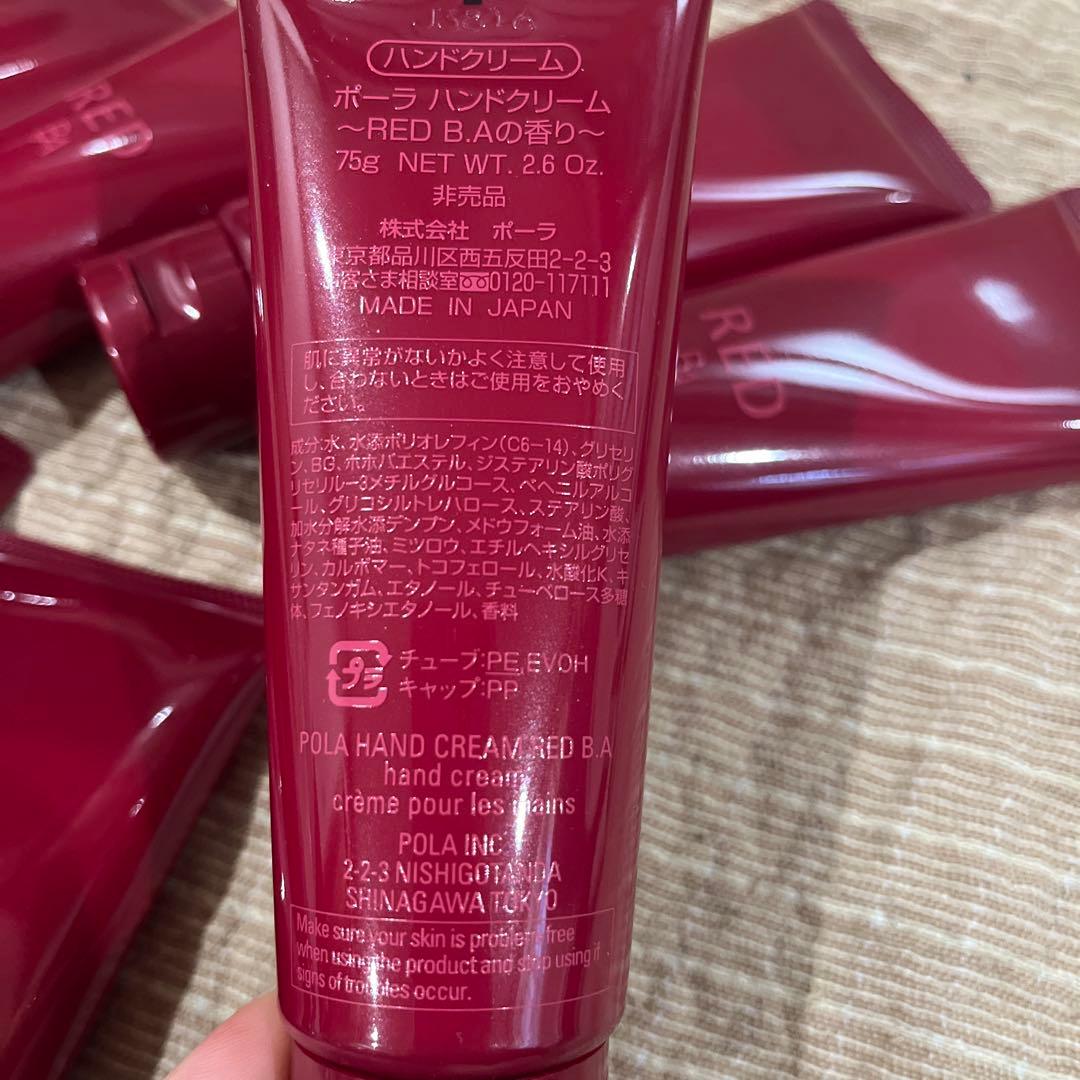 ハンドクリーム
ポーラ ハンドクリーム
～RED B.Aの香り～
75g NET WT. 2.6 Oz.
非売品
株式会社 ポーラ
東京都品川区西五反田2-2-3
客さま相談室 0120-117111
MADE IN JAPAN
肌に異常がないかよく注意して使用
し、合わないときはご使用をおやめく
ださい。
成分:水、水添ポリオレフィン(C6-14)、グリセリ
ン、BG、ホホバエステル、ジステアリン酸ポリグ
リセリル-3メチルグルコース、ベヘニルアルコ
ール、グリコシルトレハロース、ステアリン酸、
加水分解水添デンプン、メドウフォーム油、水添
ナタネ種子油、ミツロウ、エチルヘキシルグリセ
リン、カルボマー、トコフェロール、水酸化K、キ
サンタンガム、エタノール、チューベロース多糖
体、フェノキシエタノール、香料
プラ
チューブ:PE,EVOH
キャップ:PP
POLA HAND CREAM RED B.A
hand cream
crème pour les mains
POLA INC.
2-2-3 NISHIGOTANDA
SHINAGAWA TOKYO
Make sure your skin is problem-free
when using the product and stop using if
signs of troubles occur.
RED
B.A
RED